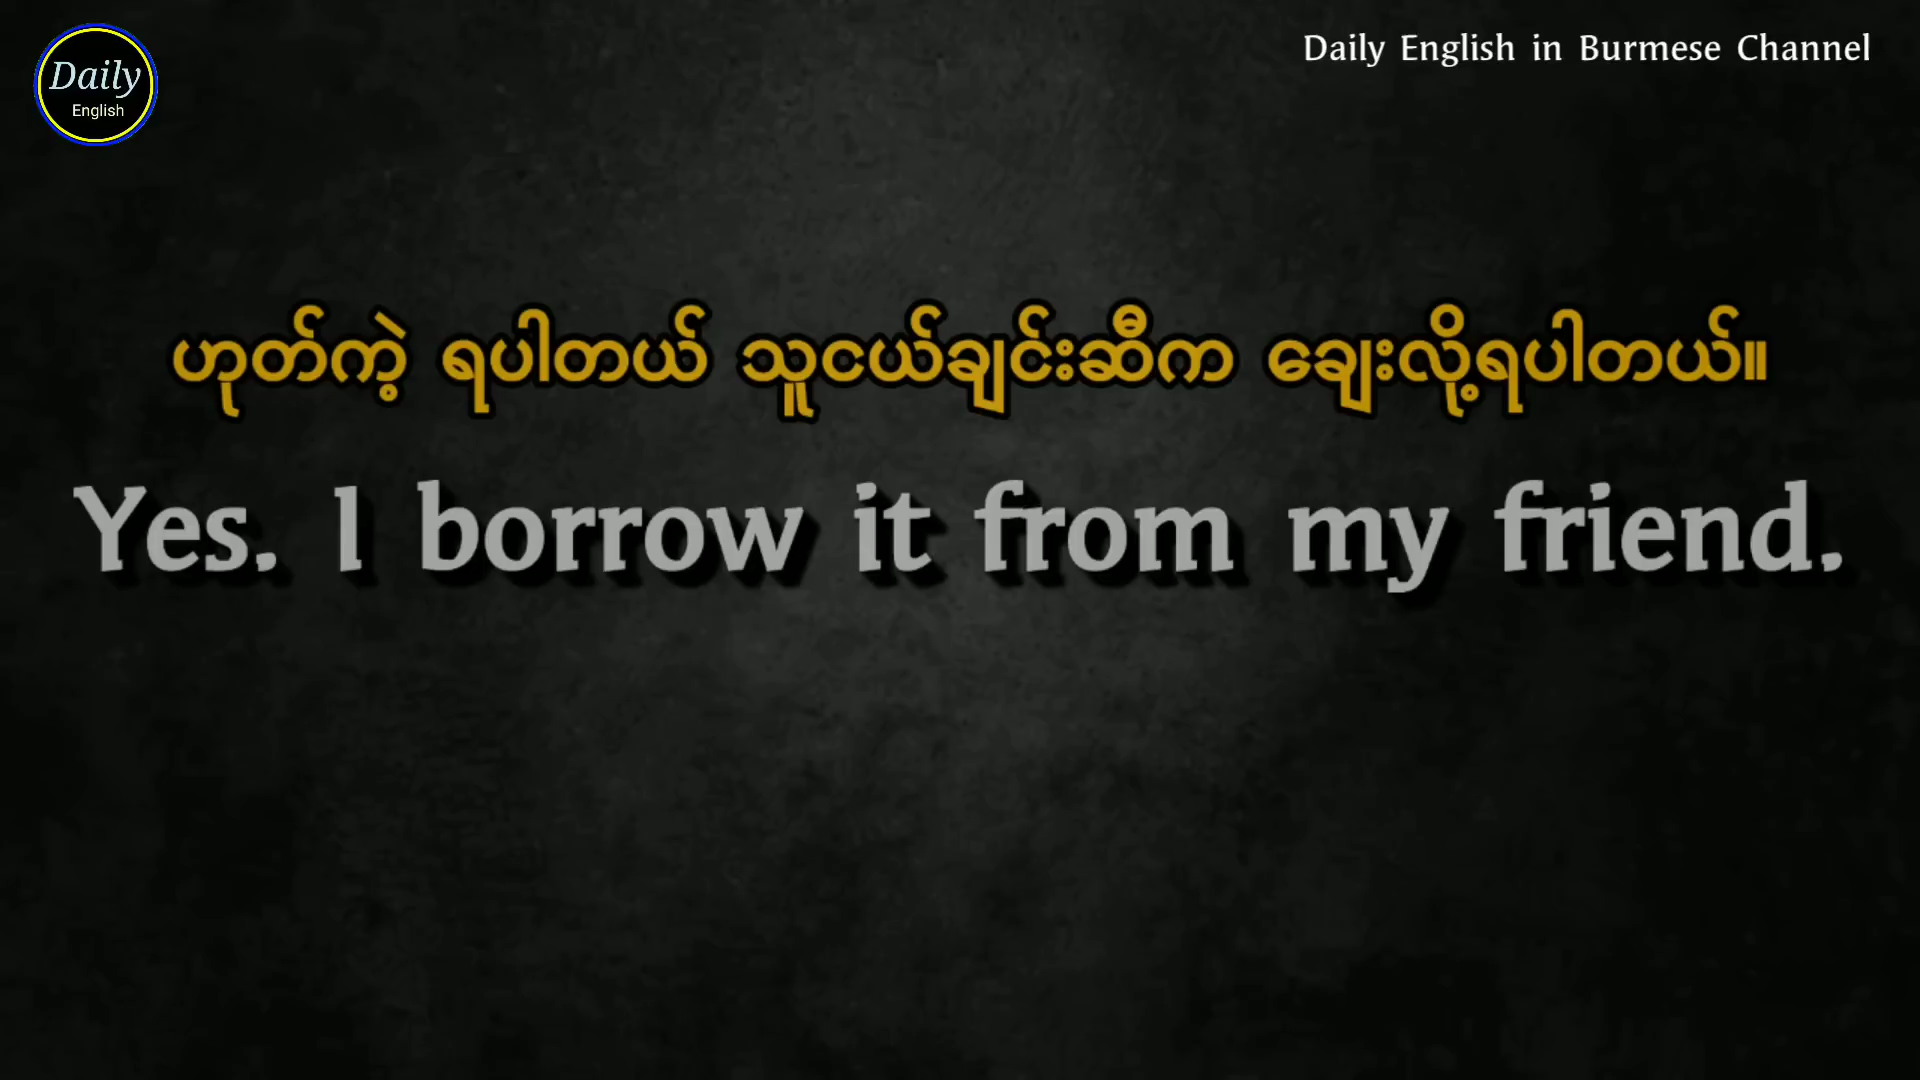 Daily
English
Daily English in Burmese Channel
ဟုတ်ကဲ့ ရပါတယ် သူငယ်ချင်းဆီက ချေးလို့ရပါတယ်။
Yes. I borrow it from my friend.